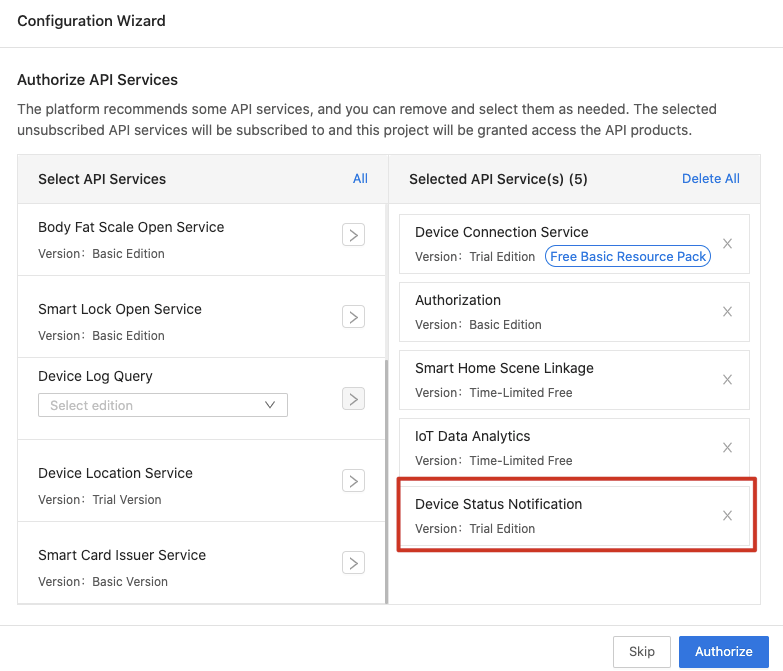 Configuration Wizard
Authorize API Services
The platform recommends some API services, and you can remove and select them as needed. The selected
unsubscribed API services will be subscribed to and this project will be granted access the API products.
Select API Services All
Body Fat Scale Open Service
Version: Basic Edition
Smart Lock Open Service
Version: Basic Edition
Device Log Query
Select edition
Device Location Service
Version: Trial Version
Smart Card Issuer Service
Version: Basic Version
Selected API Service(s) (5) Delete All
Device Connection Service
Version: Trial Edition Free Basic Resource Pack
Authorization
Version: Basic Edition
Smart Home Scene Linkage
Version: Time-Limited Free
IoT Data Analytics
Version: Time-Limited Free
Device Status Notification
Version: Trial Edition
Skip Authorize